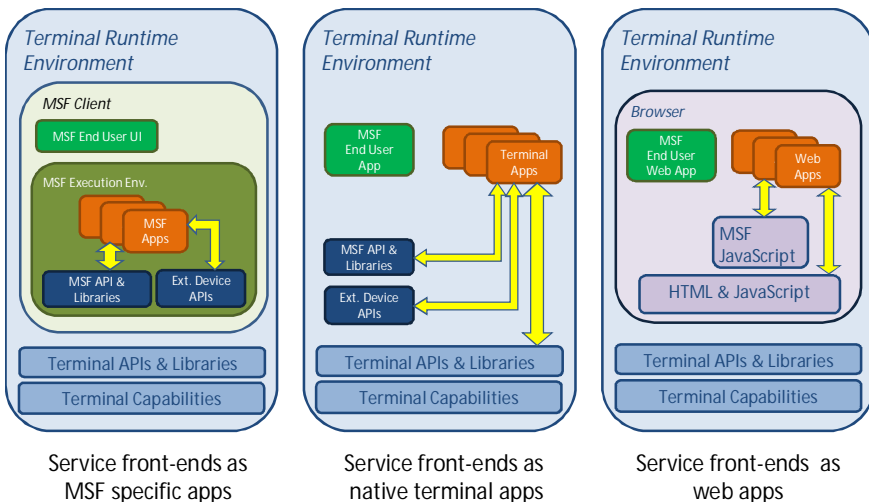 Terminal Runtime
Environment
MSF Client
MSF End User UI
MSF Execution Env.
MSF
Apps
MSF API &
Libraries
Ext. Device
APIs
Terminal APIs & Libraries
Terminal Capabilities
Service front-ends as
MSF specific apps
Terminal Runtime
Environment
MSF
End User
App
Terminal
Apps
MSF API &
Libraries
Ext. Device
APIs
Terminal APIs & Libraries
Terminal Capabilities
Service front-ends as
native terminal apps
Terminal Runtime
Environment
Browser
MSF
End User
Web App
Web
Apps
MSF
JavaScript
HTML & JavaScript
Terminal APIs & Libraries
Terminal Capabilities
Service front-ends as
web apps